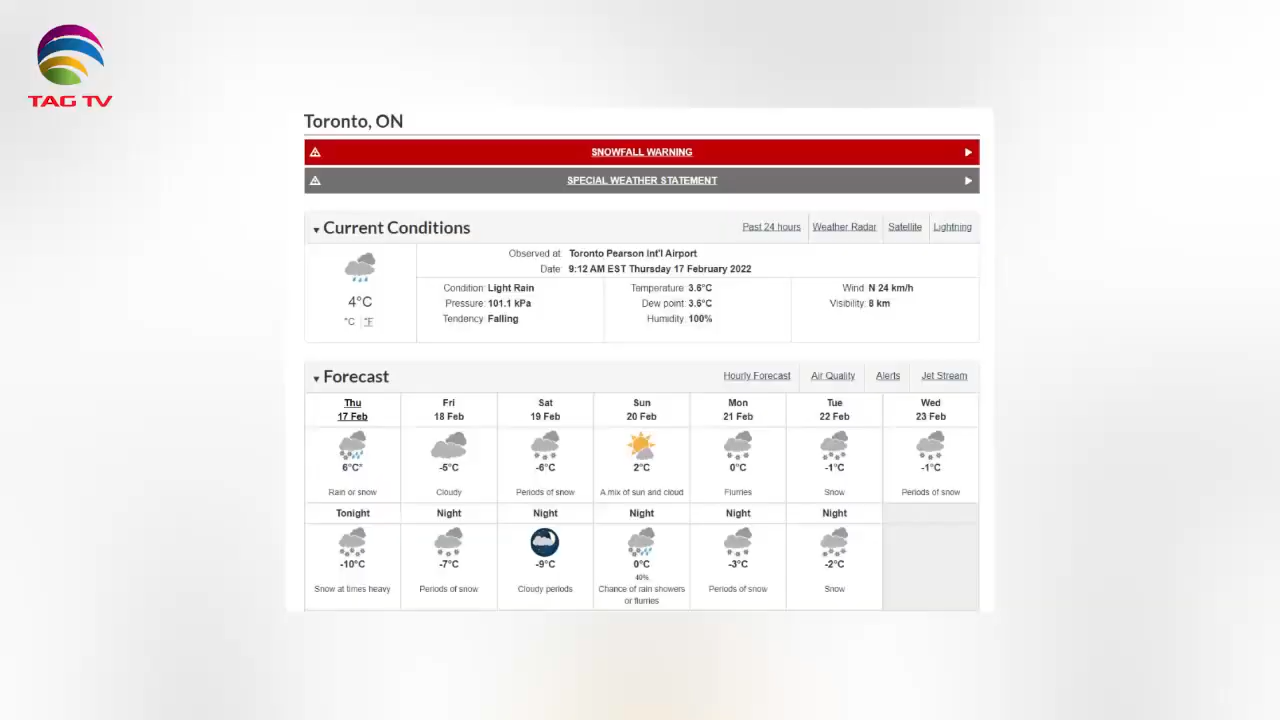 TAG TV
Toronto, ON
SNOWFALL WARNING
SPECIAL WEATHER STATEMENT
Current Conditions
Past 24 hours Weather Radar Satellite Lightning
Observed at: Toronto Pearson Int'l Airport
Date: 9:12 AM EST Thursday 17 February 2022
4°C
°C °F
Condition: Light Rain
Pressure: 101.1 kPa
Tendency: Falling
Temperature: 3.6°C
Dew point: 3.6°C
Humidity: 100%
Wind: N 24 km/h
Visibility: 8 km
Forecast
Hourly Forecast Air Quality Alerts Jet Stream
Thu Fri Sat Sun Mon Tue Wed
17 Feb 18 Feb 19 Feb 20 Feb 21 Feb 22 Feb 23 Feb
6°C* -5°C -6°C 2°C 0°C -1°C -1°C
Rain or snow Cloudy Periods of snow A mix of sun and cloud Flurries Snow Periods of snow
Tonight Night Night Night Night Night
-10°C -7°C -9°C 0°C -3°C -2°C
40%
Snow at times heavy Periods of snow Cloudy periods Chance of rain showers Periods of snow Snow
or flurries